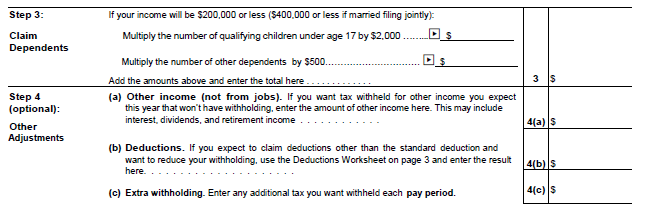 Step 3: If your income will be $200,000 or less ($400,000 or less if married filing jointly):
Claim Dependents
Multiply the number of qualifying children under age 17 by $2,000 ........ ▶ $
Multiply the number of other dependents by $500.............................. ▶ $
Add the amounts above and enter the total here . . . . . . . . . . . . . 3 $
Step 4 (optional): Other Adjustments
(a) Other income (not from jobs). If you want tax withheld for other income you expect
this year that won't have withholding, enter the amount of other income here. This may include
interest, dividends, and retirement income . . . . . . . . . . . . 4(a) $
(b) Deductions. If you expect to claim deductions other than the standard deduction and
want to reduce your withholding, use the Deductions Worksheet on page 3 and enter the result
here. . . . . . . . . . . . . . . . . . . . . . 4(b) $
(c) Extra withholding. Enter any additional tax you want withheld each pay period. 4(c) $